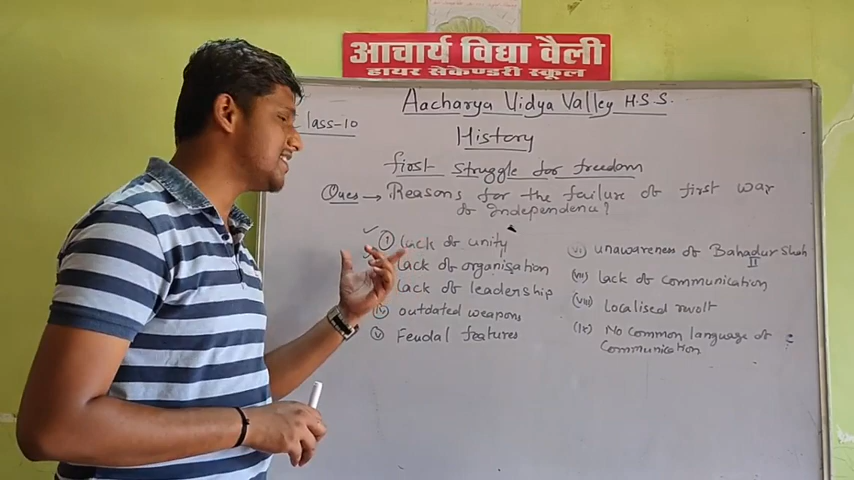 आचार्य विद्या वैली
हायर सेकेण्डरी स्कूल
Aacharya Vidya Valley H.S.S.
Class-10
History
first struggle for freedom
Ques → Reasons for the failure of first war
of independence?
(i) lack of unity
lack of organisation
lack of leadership
(iv) outdated weapons
(v) Feudal features
(vi) unawareness of Bahadur Shah II
(vii) lack of communication
(viii) Localised revolt
(ix) No common language of
communication